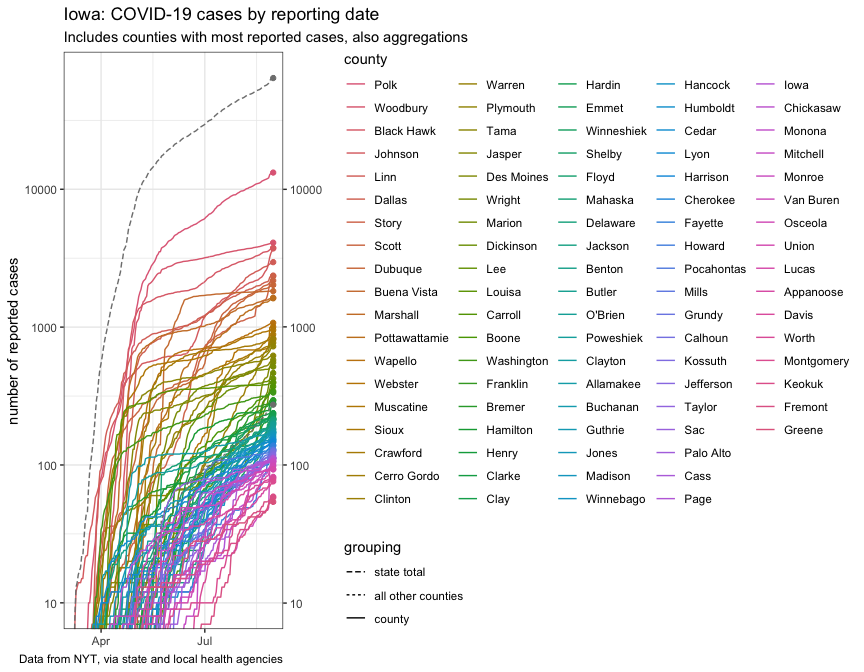 Iowa: COVID-19 cases by reporting date
Includes counties with most reported cases, also aggregations
number of reported cases
10000
1000
100
10
10000
1000
100
10
Apr
Jul
Data from NYT, via state and local health agencies
county
Polk
Woodbury
Black Hawk
Johnson
Linn
Dallas
Story
Scott
Dubuque
Buena Vista
Marshall
Pottawattamie
Wapello
Webster
Muscatine
Sioux
Crawford
Cerro Gordo
Clinton
Warren
Plymouth
Tama
Jasper
Des Moines
Wright
Marion
Dickinson
Lee
Louisa
Carroll
Boone
Washington
Franklin
Bremer
Hamilton
Henry
Clarke
Clay
Hardin
Emmet
Winneshiek
Shelby
Floyd
Mahaska
Delaware
Jackson
Benton
Butler
O'Brien
Poweshiek
Clayton
Allamakee
Buchanan
Guthrie
Jones
Madison
Winnebago
Hancock
Humboldt
Cedar
Lyon
Harrison
Cherokee
Fayette
Howard
Pocahontas
Mills
Grundy
Calhoun
Kossuth
Jefferson
Taylor
Sac
Palo Alto
Cass
Page
Iowa
Chickasaw
Monona
Mitchell
Monroe
Van Buren
Osceola
Union
Lucas
Appanoose
Davis
Worth
Montgomery
Keokuk
Fremont
Greene
grouping
state total
all other counties
county